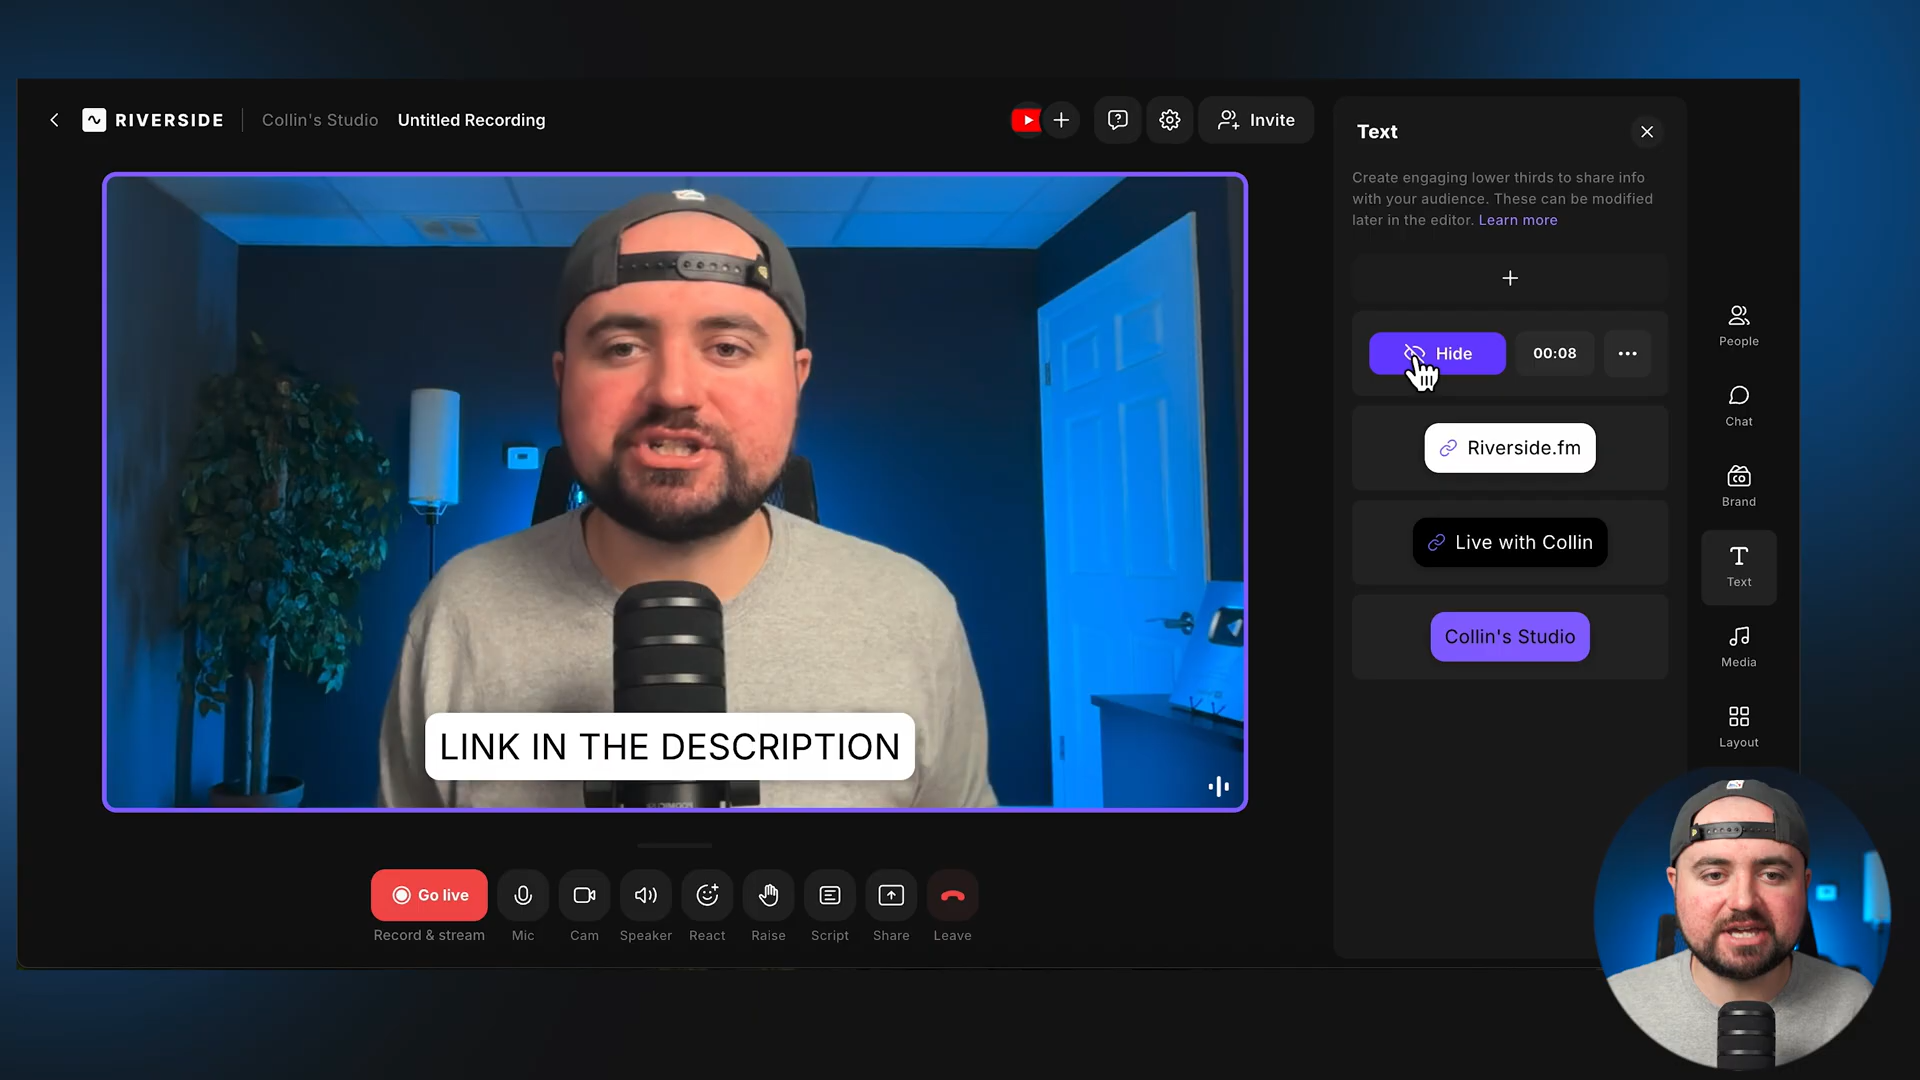 RIVERSIDE
Collin's Studio
Untitled Recording
Invite
Text
Create engaging lower thirds to share info
with your audience. These can be modified
later in the editor. Learn more
Hide
00:08
Riverside.fm
Live with Collin
Collin's Studio
People
Chat
Brand
Text
Media
Layout
LINK IN THE DESCRIPTION
Go live
Record & stream
Mic
Cam
Speaker
React
Raise
Script
Share
Leave